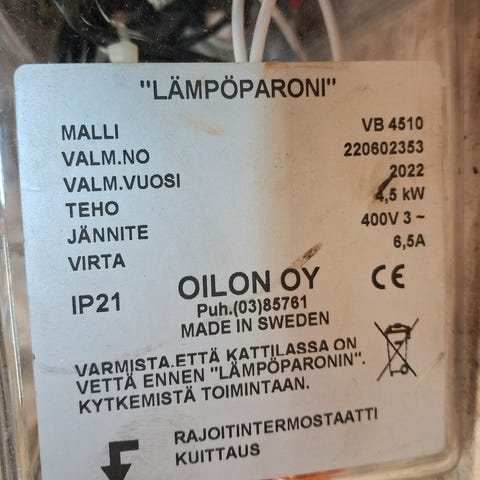 "LÄMPÖPARONI"
MALLI VB 4510
VALM.NO 220602353
VALM.VUOSI 2022
TEHO 4,5 kW
JÄNNITE 400V 3~
VIRTA 6,5A
IP21 OILON OY CE
Puh.(03)85761
MADE IN SWEDEN
VARMISTA.ETTÄ KATTILASSA ON
VETTÄ ENNEN "LÄMPÖPARONIN".
KYTKEMISTÄ TOIMINTAAN.
RAJOITINTERMOSTAATTI
KUITTAUS